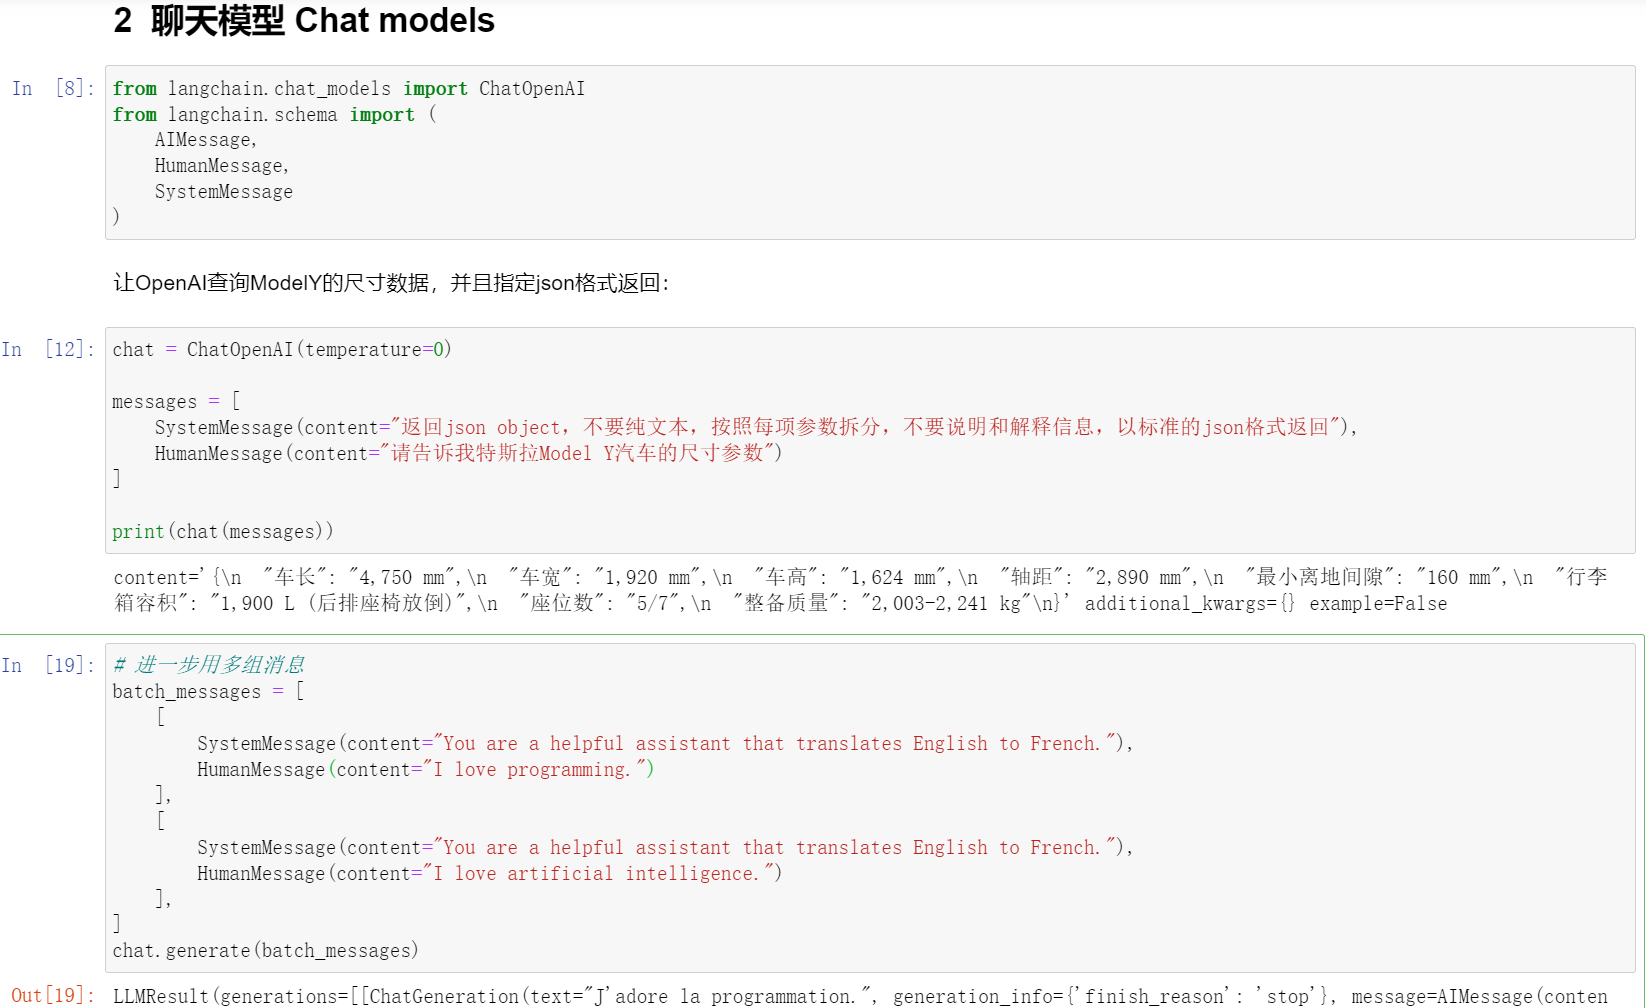 2 聊天模型 Chat models
In [8]: from langchain.chat_models import ChatOpenAI
from langchain.schema import (
    AIMessage,
    HumanMessage,
    SystemMessage
)
让OpenAI查询ModelY的尺寸数据，并且指定json格式返回：
In [12]: chat = ChatOpenAI(temperature=0)
messages = [
    SystemMessage(content="返回json object，不要纯文本，按照每项参数拆分，不要说明和解释信息，以标准的json格式返回"),
    HumanMessage(content="请告诉我特斯拉Model Y汽车的尺寸参数")
]
print(chat(messages))
content='{\n  "车长": "4,750 mm",\n  "车宽": "1,920 mm",\n  "车高": "1,624 mm",\n  "轴距": "2,890 mm",\n  "最小离地间隙": "160 mm",\n  "行李
箱容积": "1,900 L (后排座椅放倒)",\n  "座位数": "5/7",\n  "整备质量": "2,003-2,241 kg"\n}' additional_kwargs={} example=False
In [19]: # 进一步用多组消息
batch_messages = [
    [
        SystemMessage(content="You are a helpful assistant that translates English to French."),
        HumanMessage(content="I love programming.")
    ],
    [
        SystemMessage(content="You are a helpful assistant that translates English to French."),
        HumanMessage(content="I love artificial intelligence.")
    ],
]
chat.generate(batch_messages)
Out[19]: LLMResult(generations=[[ChatGeneration(text="J'adore la programmation.", generation_info={'finish_reason': 'stop'}, message=AIMessage(conten